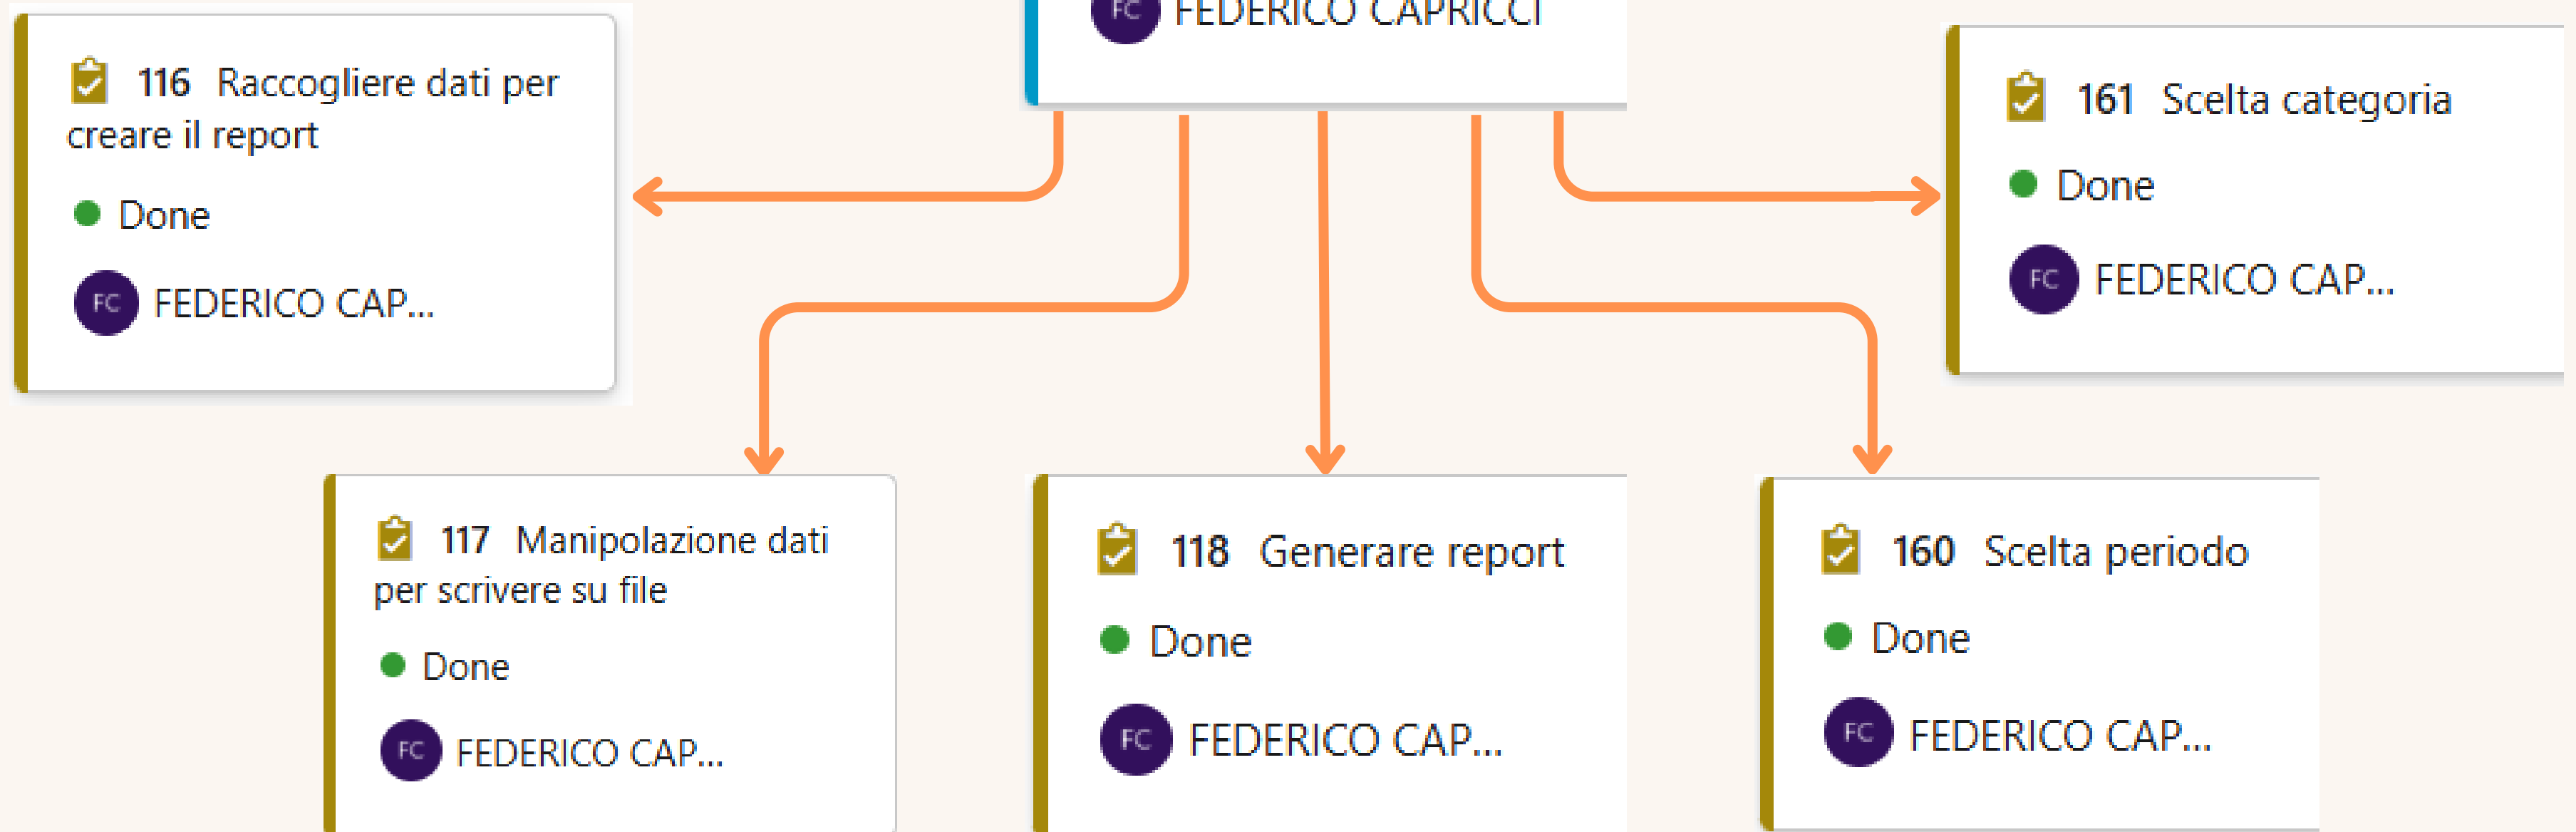 FC FEDERICO CAPRICCI
116 Raccogliere dati per
creare il report
Done
FC FEDERICO CAP...
161 Scelta categoria
Done
FC FEDERICO CAP...
117 Manipolazione dati
per scrivere su file
Done
FC FEDERICO CAP...
118 Generare report
Done
FC FEDERICO CAP...
160 Scelta periodo
Done
FC FEDERICO CAP...